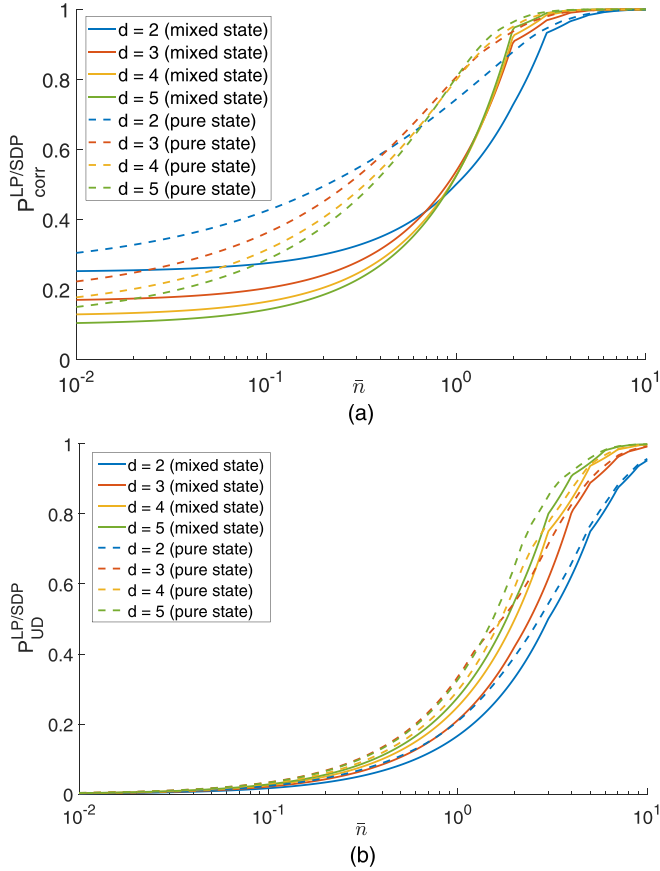 1
0.8
0.6
0.4
0.2
0
P_corr^LP/SDP
d = 2 (mixed state)
d = 3 (mixed state)
d = 4 (mixed state)
d = 5 (mixed state)
d = 2 (pure state)
d = 3 (pure state)
d = 4 (pure state)
d = 5 (pure state)
10^-2 10^-1 10^0 10^1
n̄
(a)
1
0.8
0.6
0.4
0.2
0
P_UD^LP/SDP
d = 2 (mixed state)
d = 3 (mixed state)
d = 4 (mixed state)
d = 5 (mixed state)
d = 2 (pure state)
d = 3 (pure state)
d = 4 (pure state)
d = 5 (pure state)
10^-2 10^-1 10^0 10^1
n̄
(b)